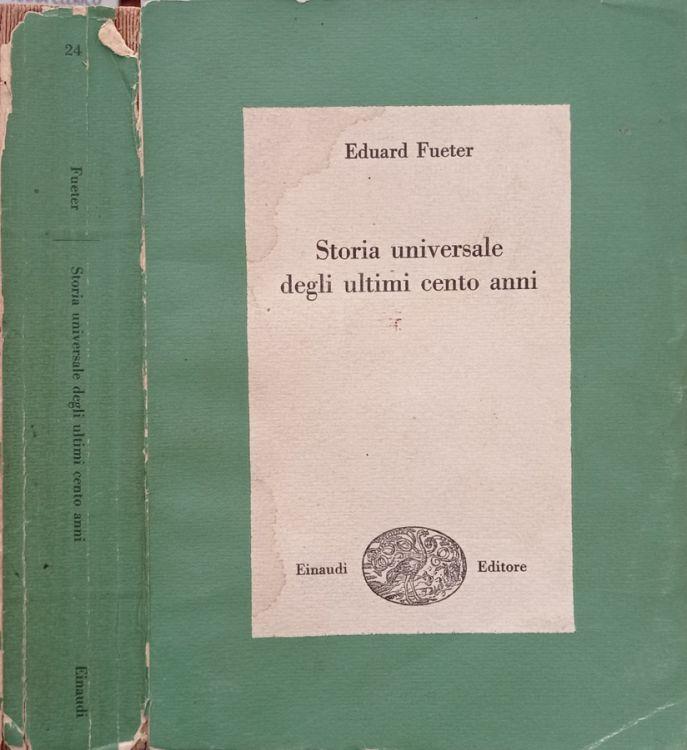 24
Fueter
Storia universale degli ultimi cento anni
Einaudi
Eduard Fueter
Storia universale
degli ultimi cento anni
Einaudi Editore